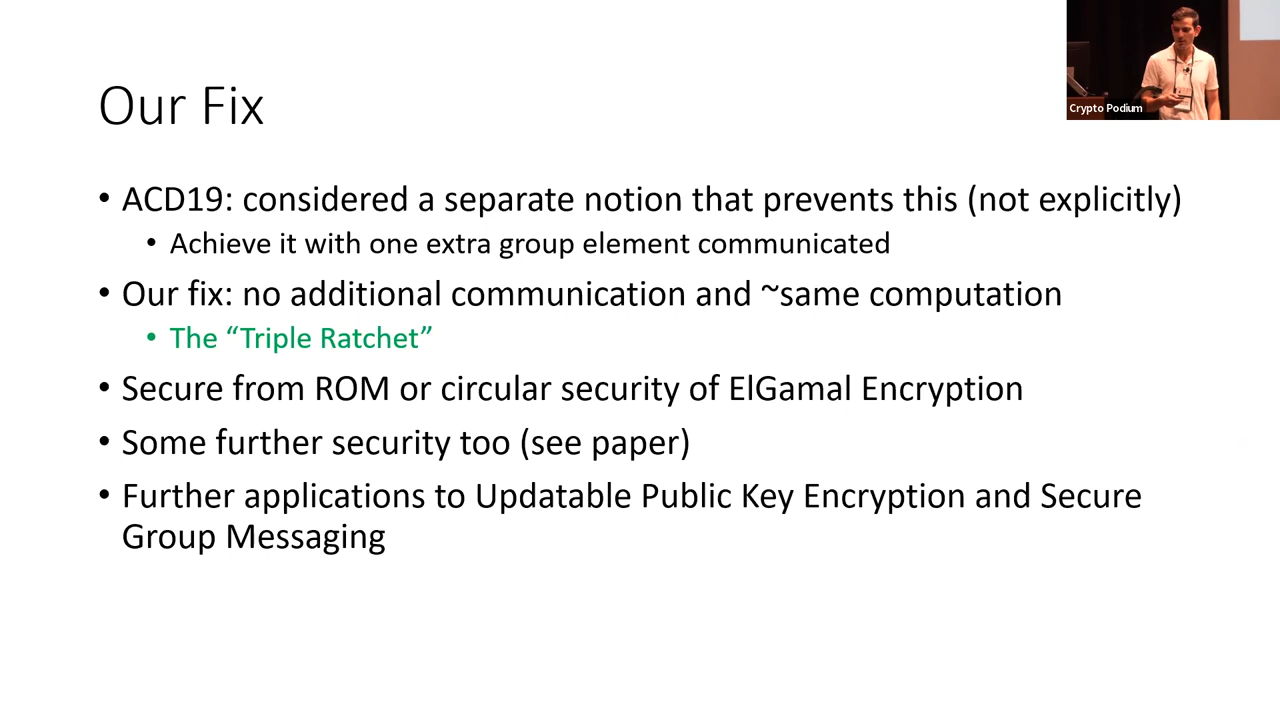 Crypto Podium
Our Fix
• ACD19: considered a separate notion that prevents this (not explicitly)
• Achieve it with one extra group element communicated
• Our fix: no additional communication and ~same computation
• The “Triple Ratchet”
• Secure from ROM or circular security of ElGamal Encryption
• Some further security too (see paper)
• Further applications to Updatable Public Key Encryption and Secure
Group Messaging